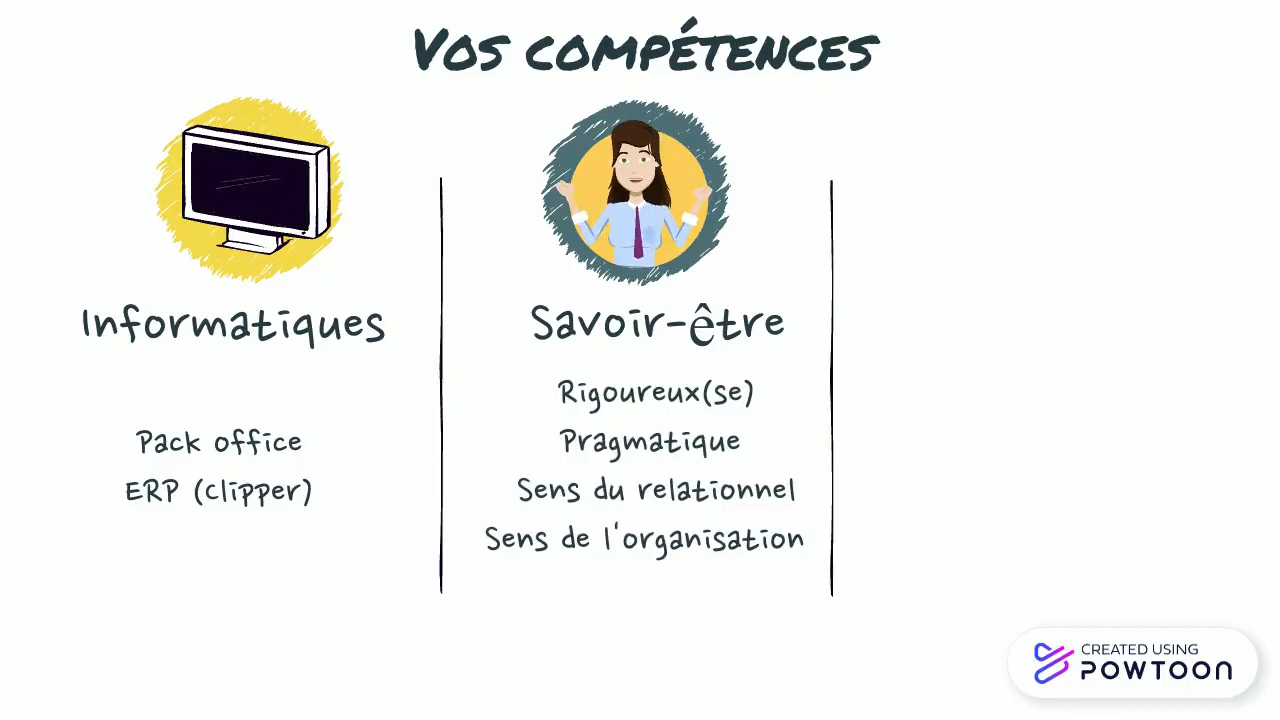 Vos compétences
Informatiques
Pack office
ERP (clipper)
Savoir-être
Rigoureux(se)
Pragmatique
Sens du relationnel
Sens de l'organisation
CREATED USING
POWTOON